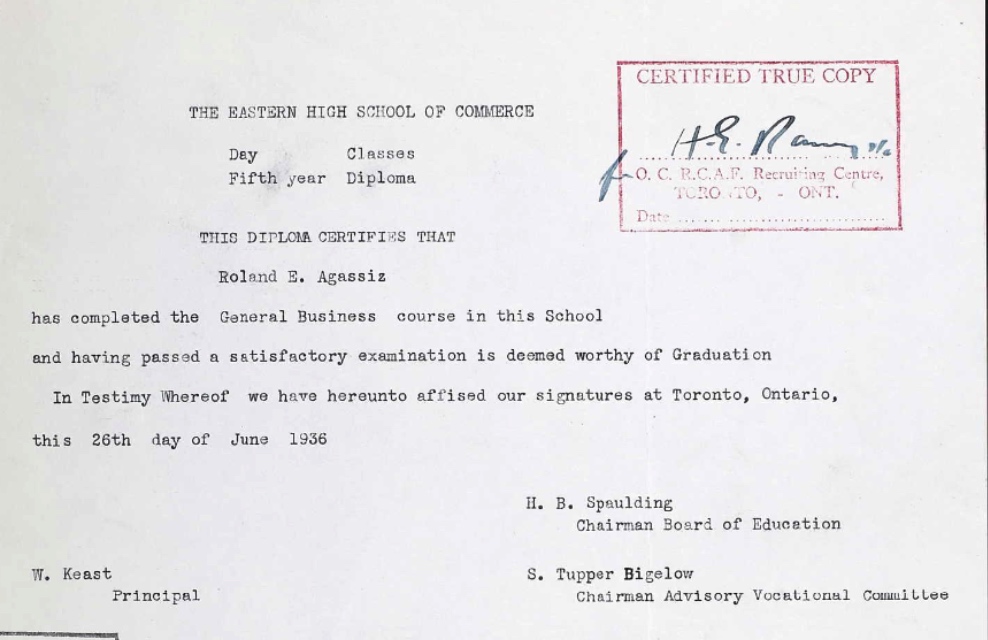 CERTIFIED TRUE COPY
H.E.
for O. C. R.C.A.F. Recruiting Centre,
TORONTO, - ONT.
Date
THE EASTERN HIGH SCHOOL OF COMMERCE
Day Classes
Fifth year Diploma
THIS DIPLOMA CERTIFIES THAT
Roland E. Agassiz
has completed the General Business course in this School
and having passed a satisfactory examination is deemed worthy of Graduation
In Testimy Whereof we have hereunto affised our signatures at Toronto, Ontario,
this 26th day of June 1936
H. B. Spaulding
Chairman Board of Education
W. Keast
Principal
S. Tupper Bigelow
Chairman Advisory Vocational Committee